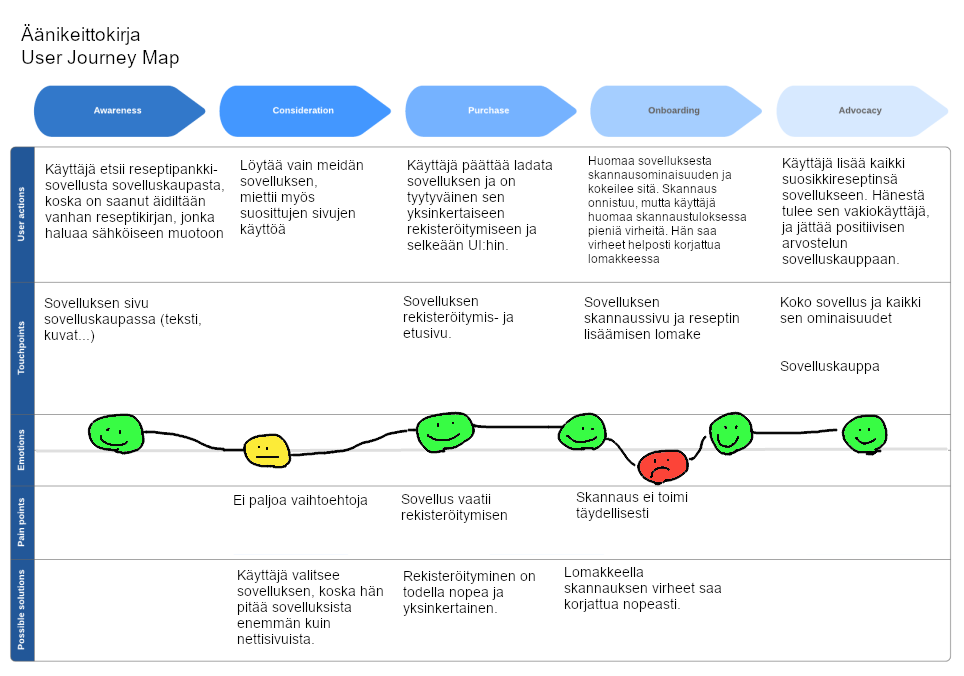 Äänikeittokirja
User Journey Map
Awareness
Consideration
Purchase
Onboarding
Advocacy
User actions
Käyttäjä etsii reseptipankki-
sovellusta sovelluskaupasta,
koska on saanut äidiltään
vanhan reseptikirjan, jonka
haluaa sähköiseen muotoon
Löytää vain meidän
sovelluksen,
miettii myös
suosittujen sivujen
käyttöä
Käyttäjä päättää ladata
sovelluksen ja on
tyytyväinen sen
yksinkertaiseen
rekisteröitymiseen ja
selkeään UI:hin.
Huomaa sovelluksesta
skannausominaisuuden ja
kokeilee sitä. Skannaus
onnistuu, mutta käyttäjä
huomaa skannaustuloksessa
pieniä virheitä. Hän saa
virheet helposti korjattua
lomakkeessa
Käyttäjä lisää kaikki
suosikkireseptinsä
sovellukseen. Hänestä
tulee sen vakiokäyttäjä,
ja jättää positiivisen
arvostelun
sovelluskauppaan.
Touchpoints
Sovelluksen sivu
sovelluskaupassa (teksti,
kuvat...)
Sovelluksen
rekisteröitymis- ja
etusivu.
Sovelluksen
skannaussivu ja reseptin
lisäämisen lomake
Koko sovellus ja kaikki
sen ominaisuudet
Sovelluskauppa
Emotions
Pain points
Ei paljoa vaihtoehtoja
Sovellus vaatii
rekisteröitymisen
Skannaus ei toimi
täydellisesti
Possible solutions
Käyttäjä valitsee
sovelluksen, koska hän
pitää sovelluksista
enemmän kuin
nettisivuista.
Rekisteröityminen on
todella nopea ja
yksinkertainen.
Lomakkeella
skannauksen virheet saa
korjattua nopeasti.